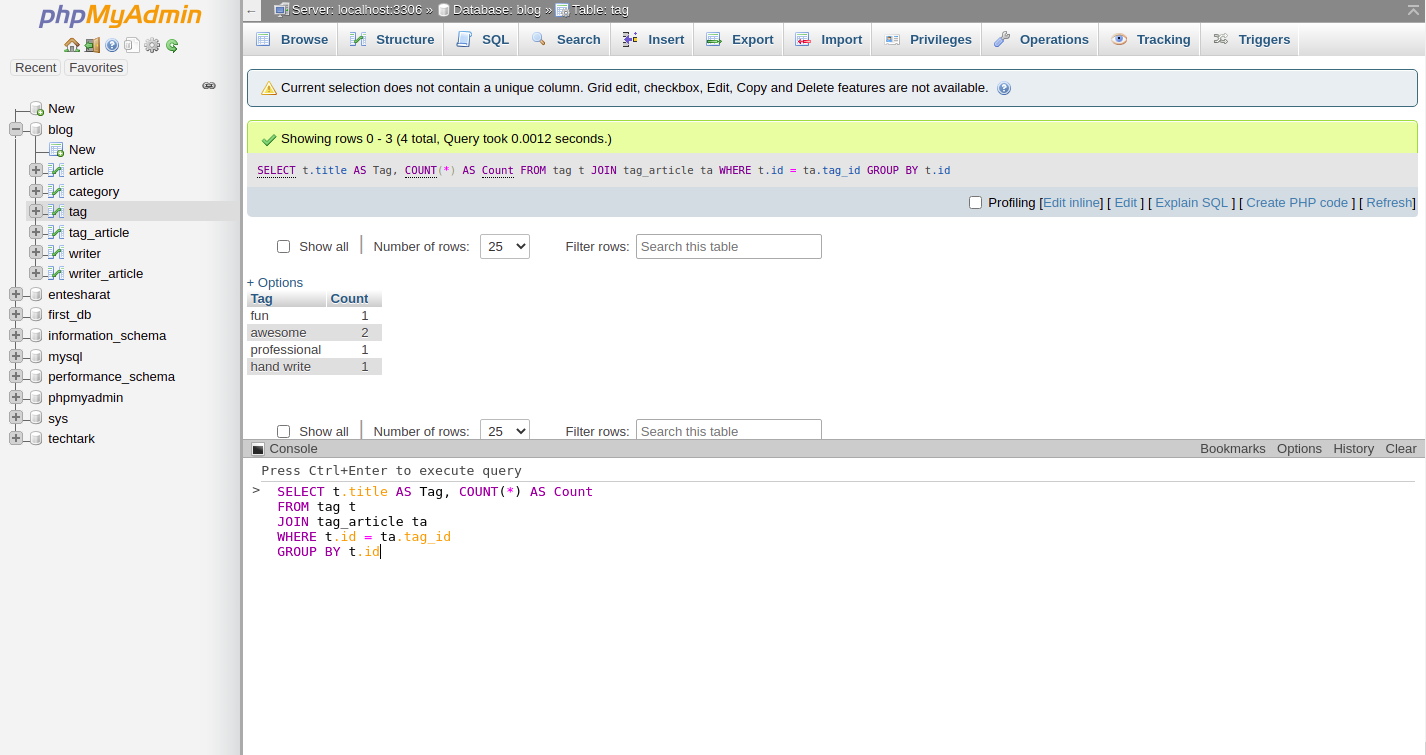 phpMyAdmin
Recent Favorites
New
blog
New
article
category
tag
tag_article
writer
writer_article
entesharat
first_db
information_schema
mysql
performance_schema
phpmyadmin
sys
techtark
← Server: localhost:3306 » Database: blog » Table: tag
Browse Structure SQL Search Insert Export Import Privileges Operations Tracking Triggers
Current selection does not contain a unique column. Grid edit, checkbox, Edit, Copy and Delete features are not available.
Showing rows 0 - 3 (4 total, Query took 0.0012 seconds.)
SELECT t.title AS Tag, COUNT(*) AS Count FROM tag t JOIN tag_article ta WHERE t.id = ta.tag_id GROUP BY t.id
Profiling [Edit inline] [ Edit ] [ Explain SQL ] [ Create PHP code ] [ Refresh]
Show all | Number of rows: 25 Filter rows: Search this table
+ Options
Tag Count
fun 1
awesome 2
professional 1
hand write 1
Show all | Number of rows: 25 Filter rows: Search this table
Console Bookmarks Options History Clear
Press Ctrl+Enter to execute query
> SELECT t.title AS Tag, COUNT(*) AS Count
FROM tag t
JOIN tag_article ta
WHERE t.id = ta.tag_id
GROUP BY t.id